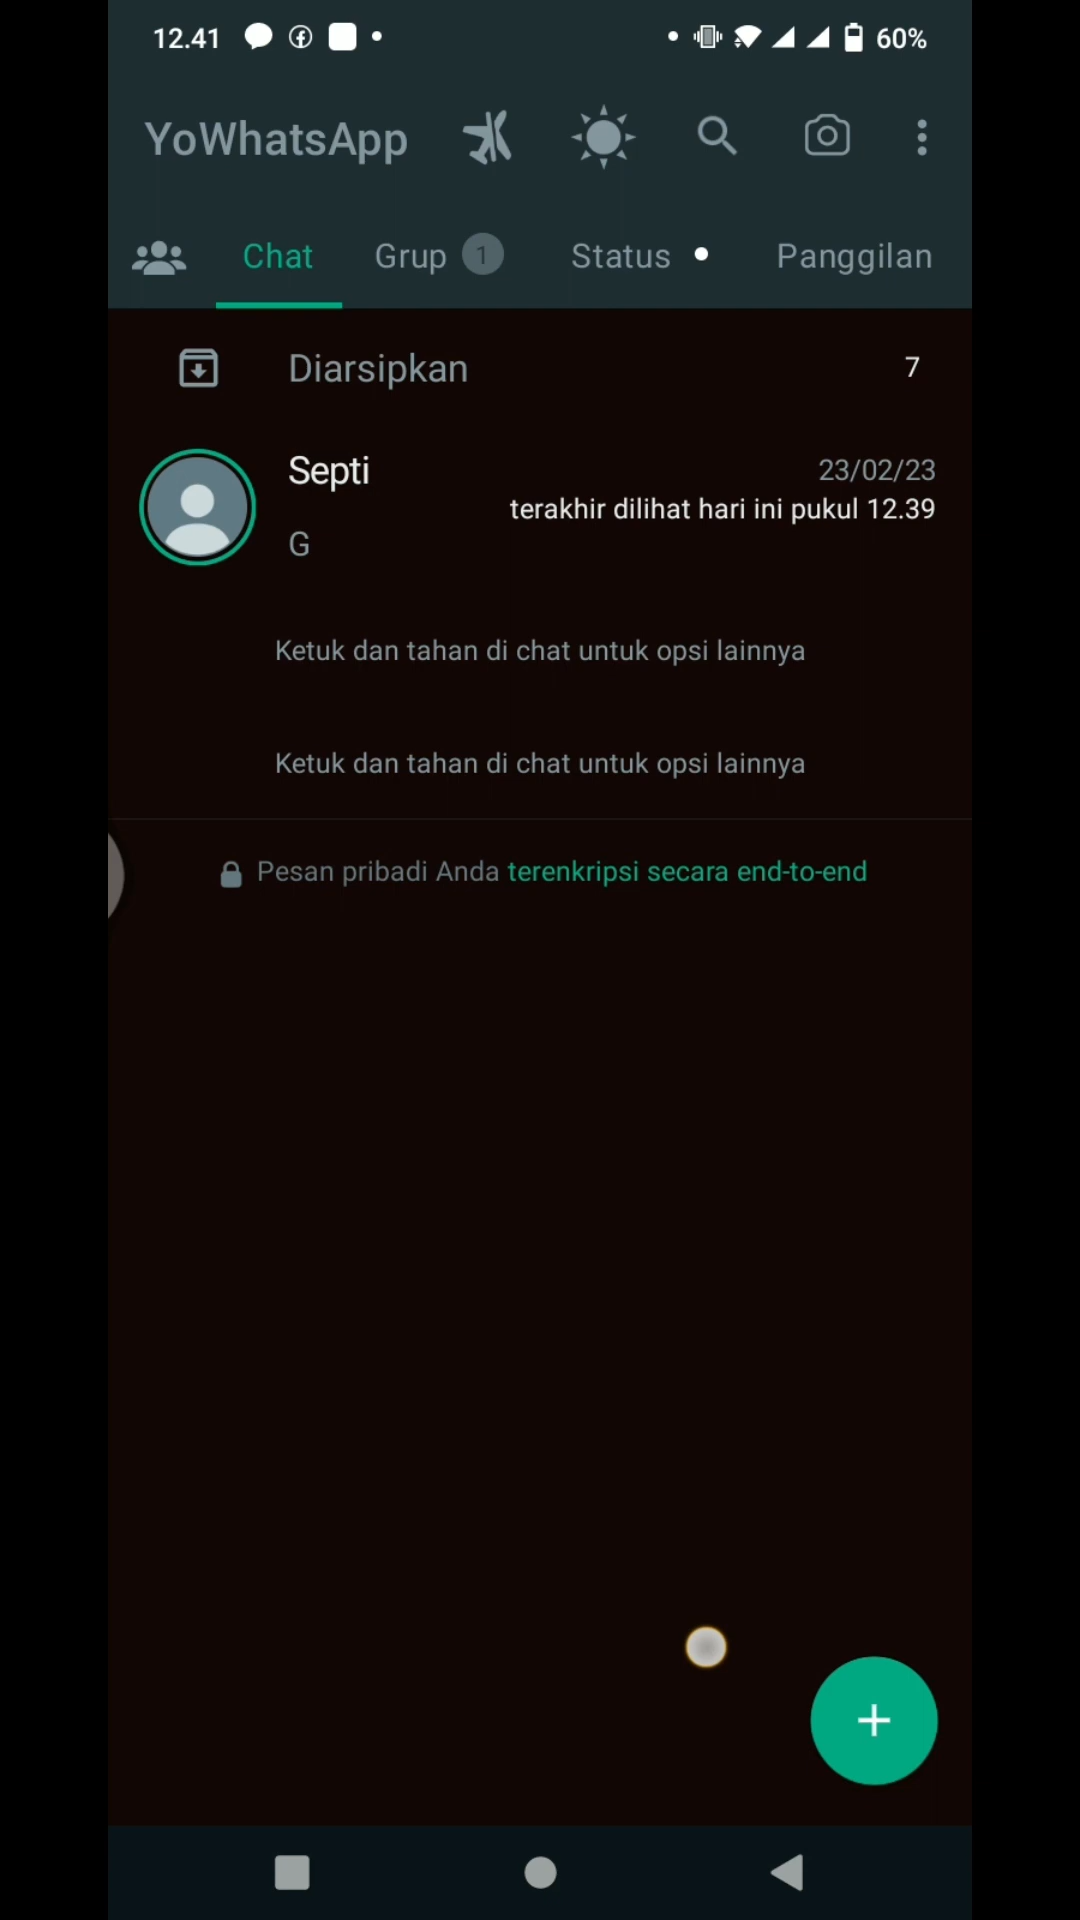 12.41
60%
YoWhatsApp
Chat
Grup 1
Status
Panggilan
Diarsipkan
7
Septi
23/02/23
terakhir dilihat hari ini pukul 12.39
G
Ketuk dan tahan di chat untuk opsi lainnya
Ketuk dan tahan di chat untuk opsi lainnya
Pesan pribadi Anda terenkripsi secara end-to-end